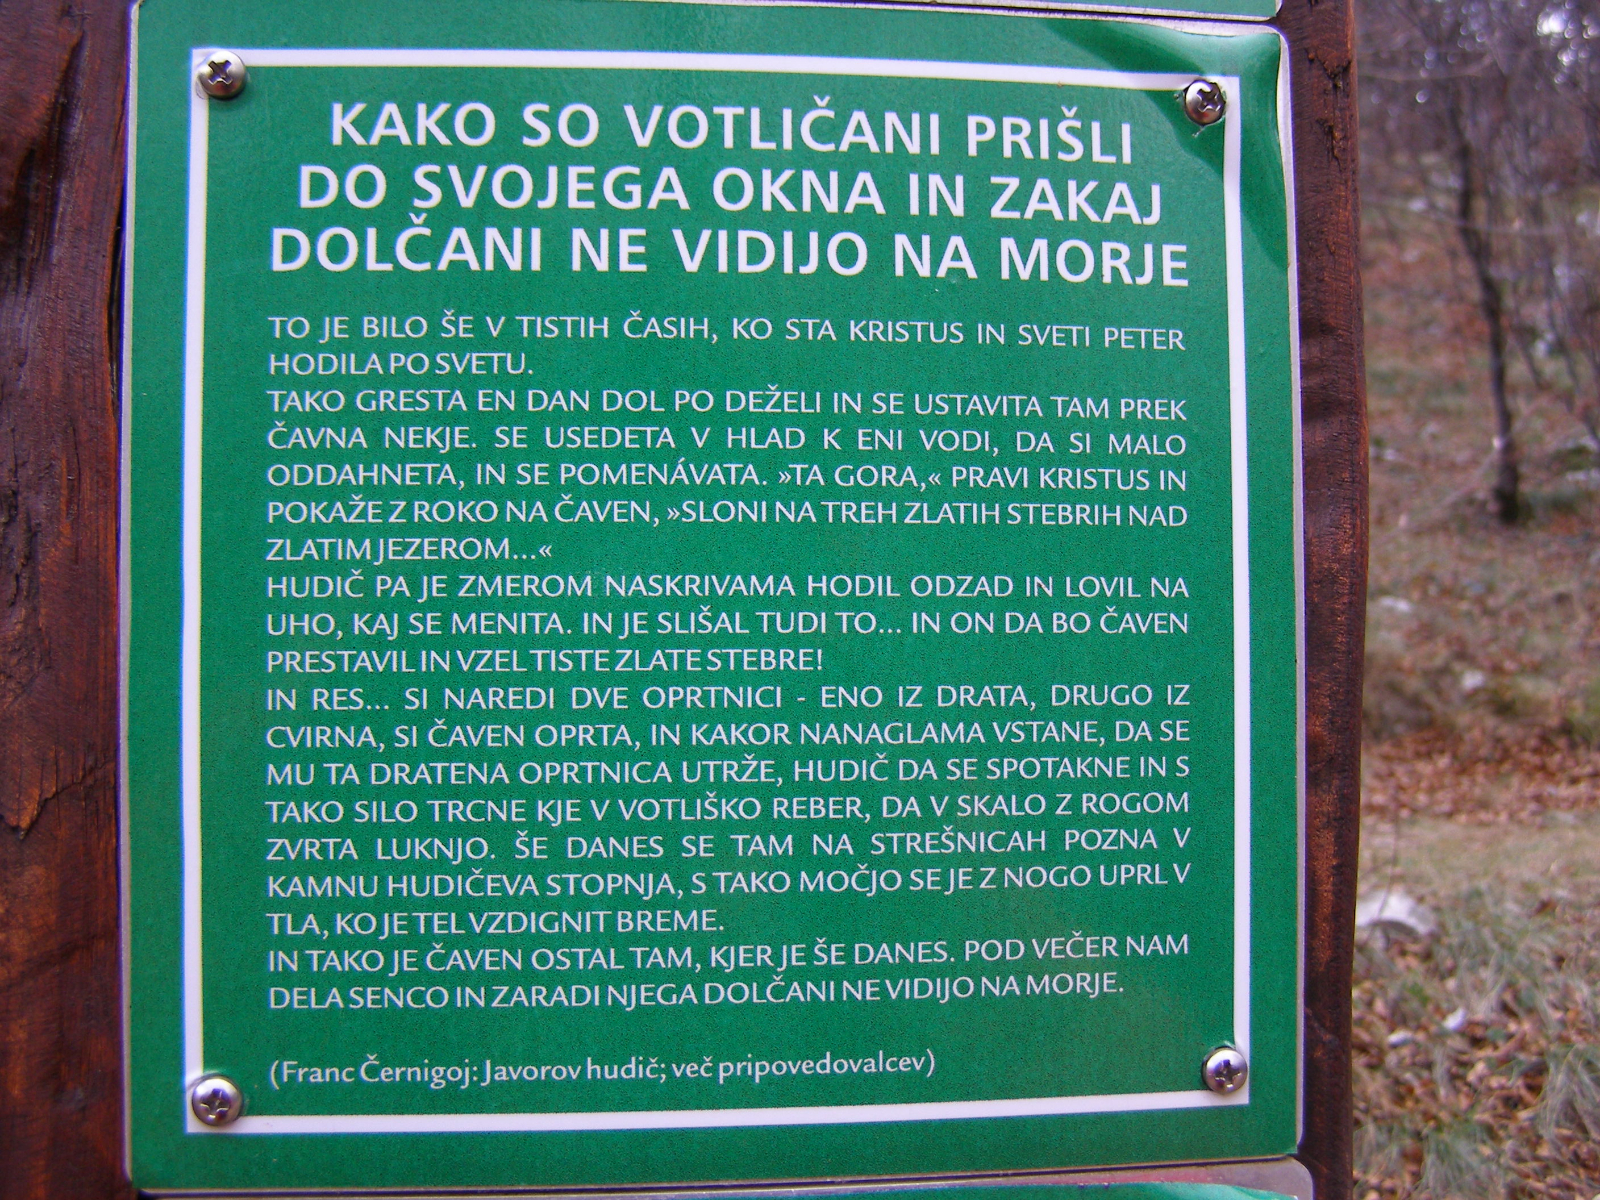 KAKO SO VOTLIČANI PRIŠLI
DO SVOJEGA OKNA IN ZAKAJ
DOLČANI NE VIDIJO NA MORJE
TO JE BILO ŠE V TISTIH ČASIH, KO STA KRISTUS IN SVETI PETER
HODILA PO SVETU.
TAKO GRESTA EN DAN DOL PO DEŽELI IN SE USTAVITA TAM PREK
ČAVNA NEKJE. SE USEDETA V HLAD K ENI VODI, DA SI MALO
ODDAHNETA, IN SE POMENÁVATA. »TA GORA,« PRAVI KRISTUS IN
POKAŽE Z ROKO NA ČAVEN, »SLONI NA TREH ZLATIH STEBRIH NAD
ZLATIM JEZEROM...«
HUDIČ PA JE ZMEROM NASKRIVAMA HODIL ODZAD IN LOVIL NA
UHO, KAJ SE MENITA. IN JE SLIŠAL TUDI TO... IN ON DA BO ČAVEN
PRESTAVIL IN VZEL TISTE ZLATE STEBRE!
IN RES... SI NAREDI DVE OPRTNICI - ENO IZ DRATA, DRUGO IZ
CVIRNA, SI ČAVEN OPRTA, IN KAKOR NANAGLAMA VSTANE, DA SE
MU TA DRATENA OPRTNICA UTRŽE, HUDIČ DA SE SPOTAKNE IN S
TAKO SILO TRCNE KJE V VOTLIŠKO REBER, DA V SKALO Z ROGOM
ZVRTA LUKNJO. ŠE DANES SE TAM NA STREŠNICAH POZNA V
KAMNU HUDIČEVA STOPNJA, S TAKO MOČJO SE JE Z NOGO UPRL V
TLA, KO JE TEL VZDIGNIT BREME.
IN TAKO JE ČAVEN OSTAL TAM, KJER JE ŠE DANES. POD VEČER NAM
DELA SENCO IN ZARADI NJEGA DOLČANI NE VIDIJO NA MORJE.
(Franc Černigoj: Javorov hudič; več pripovedovalcev)